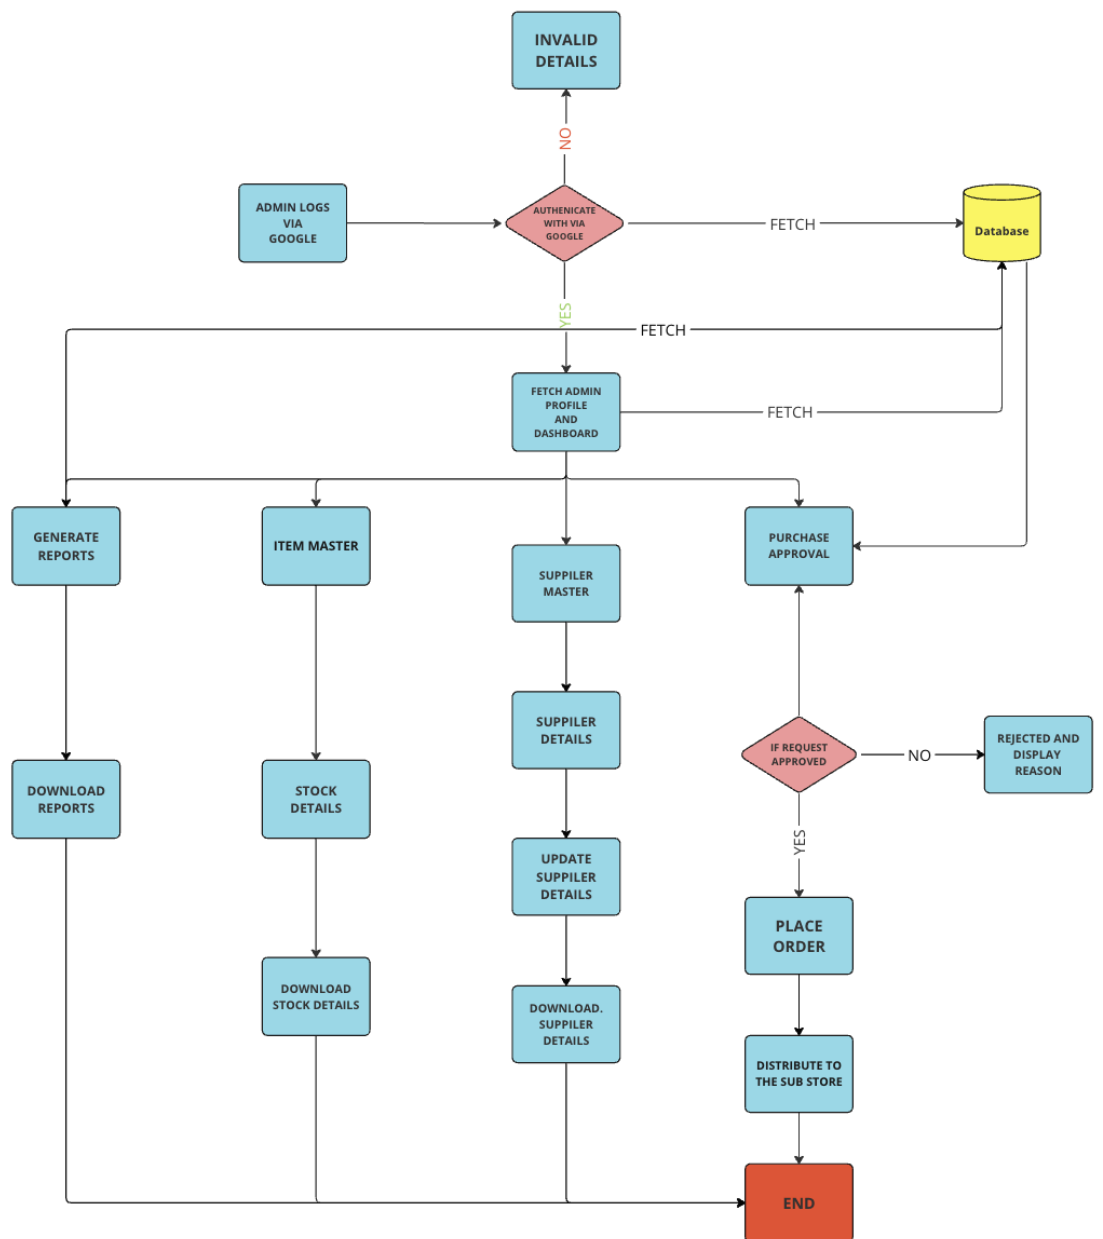 INVALID
DETAILS
NO
ADMIN LOGS
VIA
GOOGLE
AUTHENICATE
WITH VIA
GOOGLE
FETCH
Database
YES
FETCH
FETCH ADMIN
PROFILE
AND
DASHBOARD
FETCH
GENERATE
REPORTS
ITEM MASTER
SUPPILER
MASTER
PURCHASE
APPROVAL
SUPPILER
DETAILS
IF REQUEST
APPROVED
NO
REJECTED AND
DISPLAY
REASON
DOWNLOAD
REPORTS
STOCK
DETAILS
YES
UPDATE
SUPPILER
DETAILS
PLACE
ORDER
DOWNLOAD
STOCK DETAILS
DOWNLOAD.
SUPPILER
DETAILS
DISTRIBUTE TO
THE SUB STORE
END